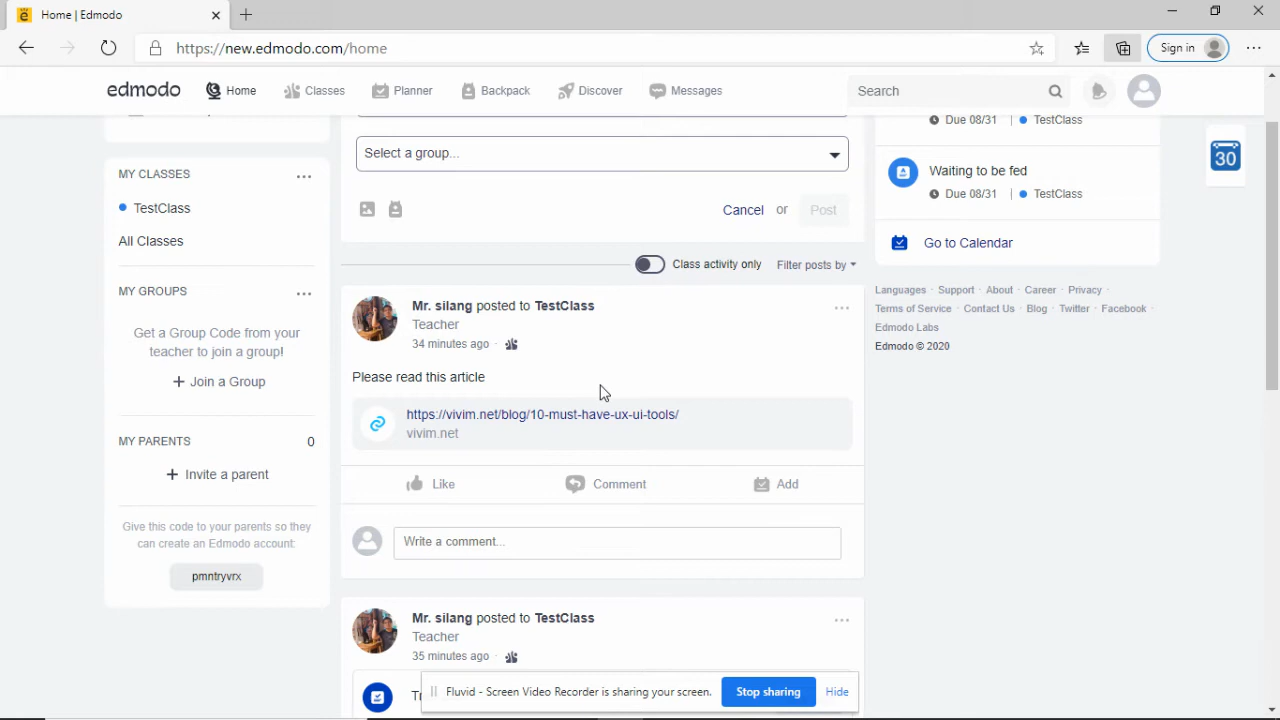 Home | Edmodo
https://new.edmodo.com/home
Sign in
edmodo
Home
Classes
Planner
Backpack
Discover
Messages
Search
MY CLASSES
TestClass
All Classes
MY GROUPS
Get a Group Code from your
teacher to join a group!
+ Join a Group
MY PARENTS 0
+ Invite a parent
Give this code to your parents so they
can create an Edmodo account:
pmntryvrx
Select a group...
Cancel or Post
Class activity only Filter posts by
Mr. silang posted to TestClass
Teacher
34 minutes ago
Please read this article
https://vivim.net/blog/10-must-have-ux-ui-tools/
vivim.net
Like Comment Add
Write a comment...
Mr. silang posted to TestClass
Teacher
35 minutes ago
Due 08/31 | TestClass
Waiting to be fed
Due 08/31 | TestClass
Go to Calendar
30
Languages · Support · About · Career · Privacy ·
Terms of Service · Contact Us · Blog · Twitter · Facebook ·
Edmodo Labs
Edmodo © 2020
Fluvid - Screen Video Recorder is sharing your screen. Stop sharing Hide